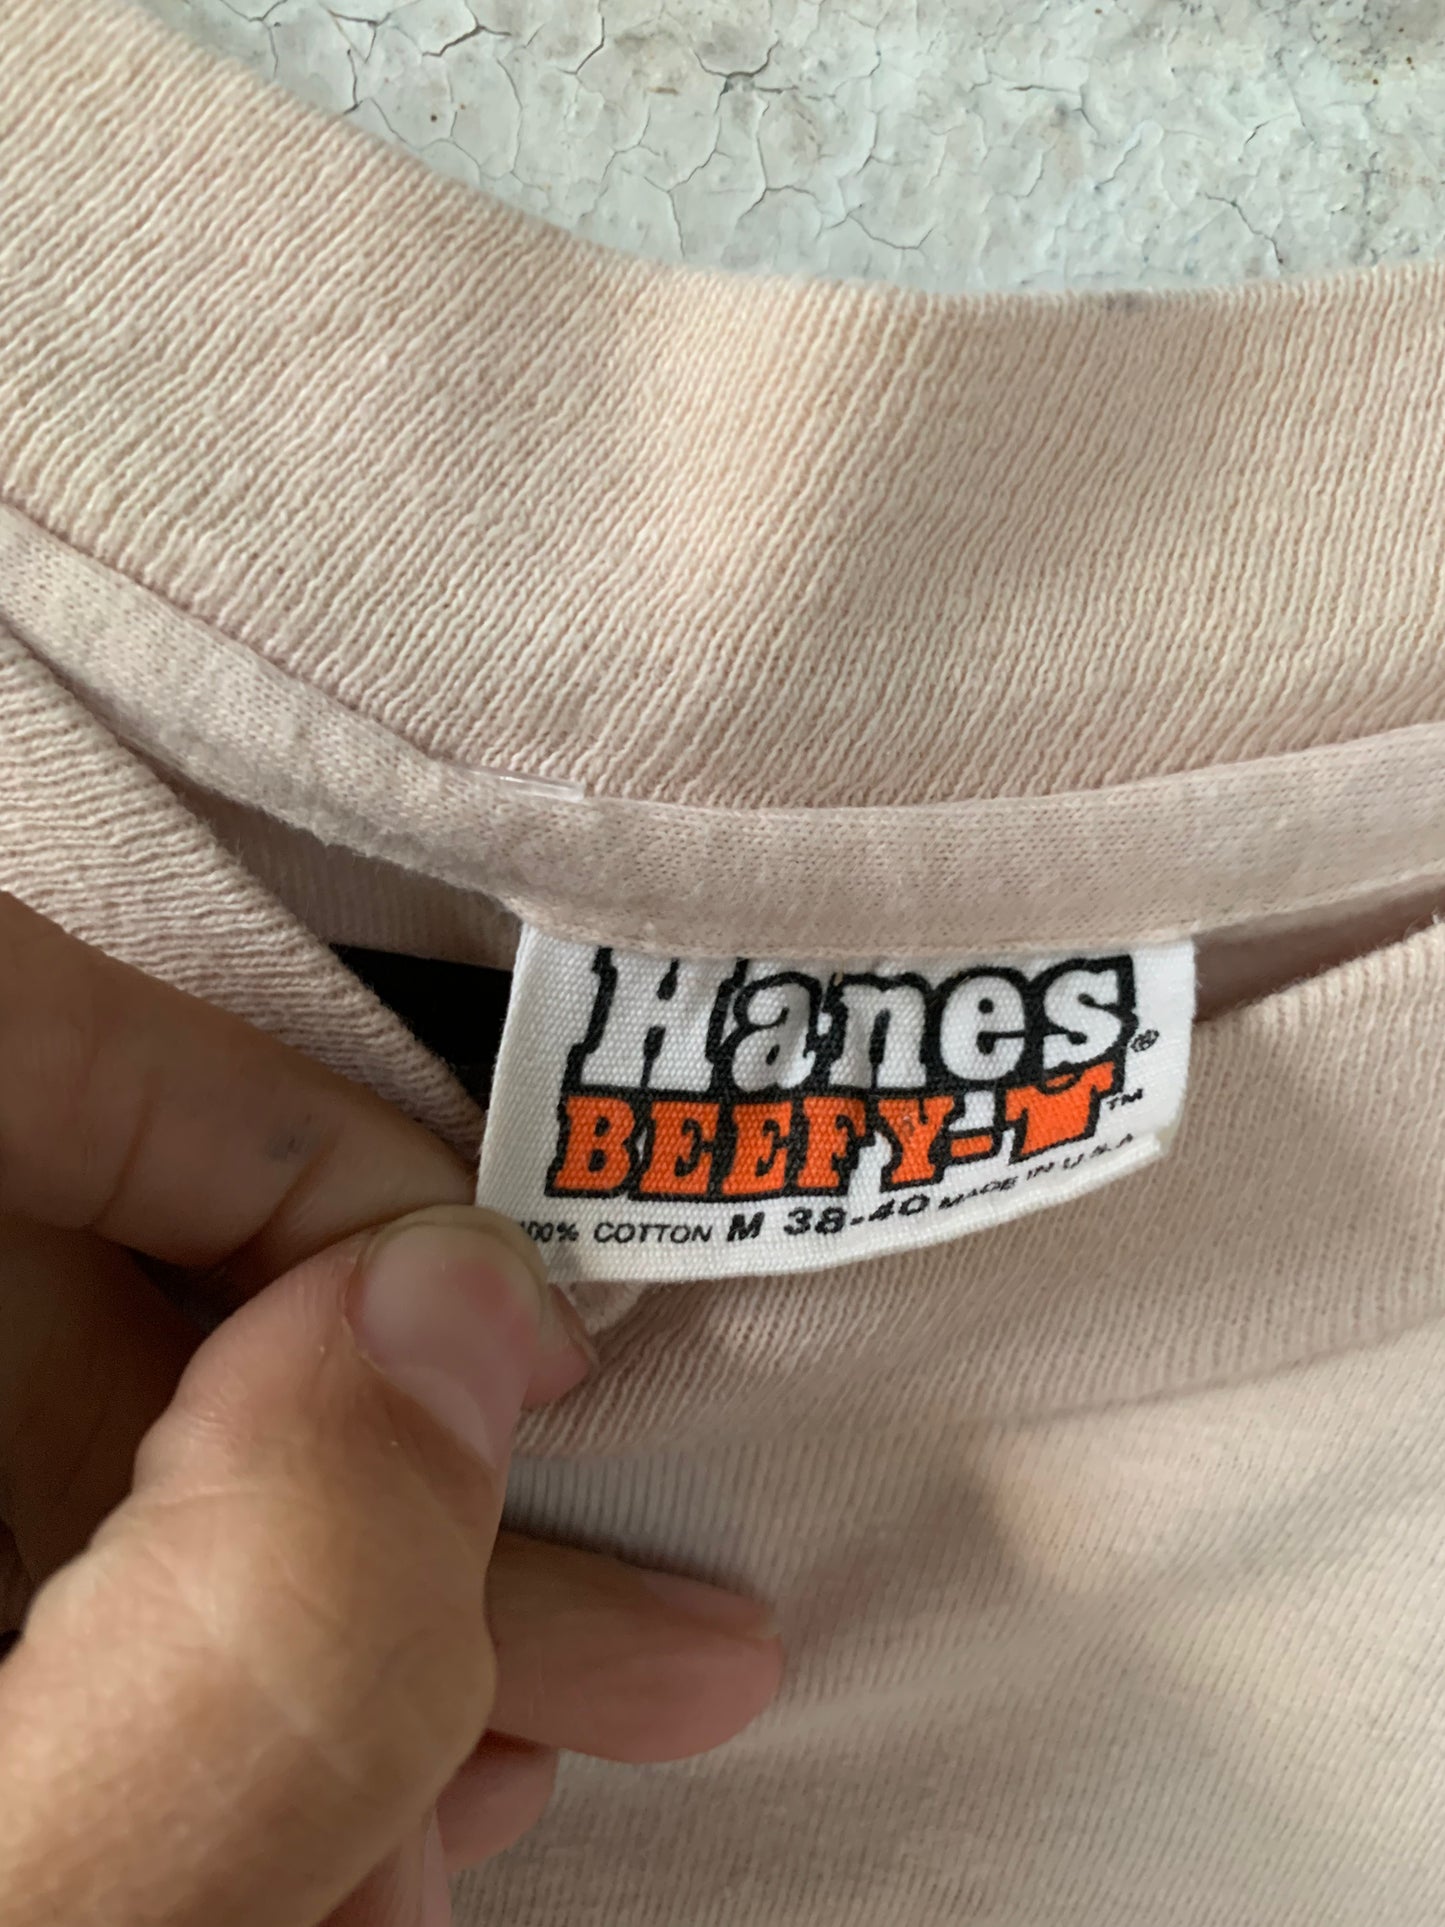 Hanes®
BEEFY-T™
100% COTTON M 38-40 MADE IN U.S.A